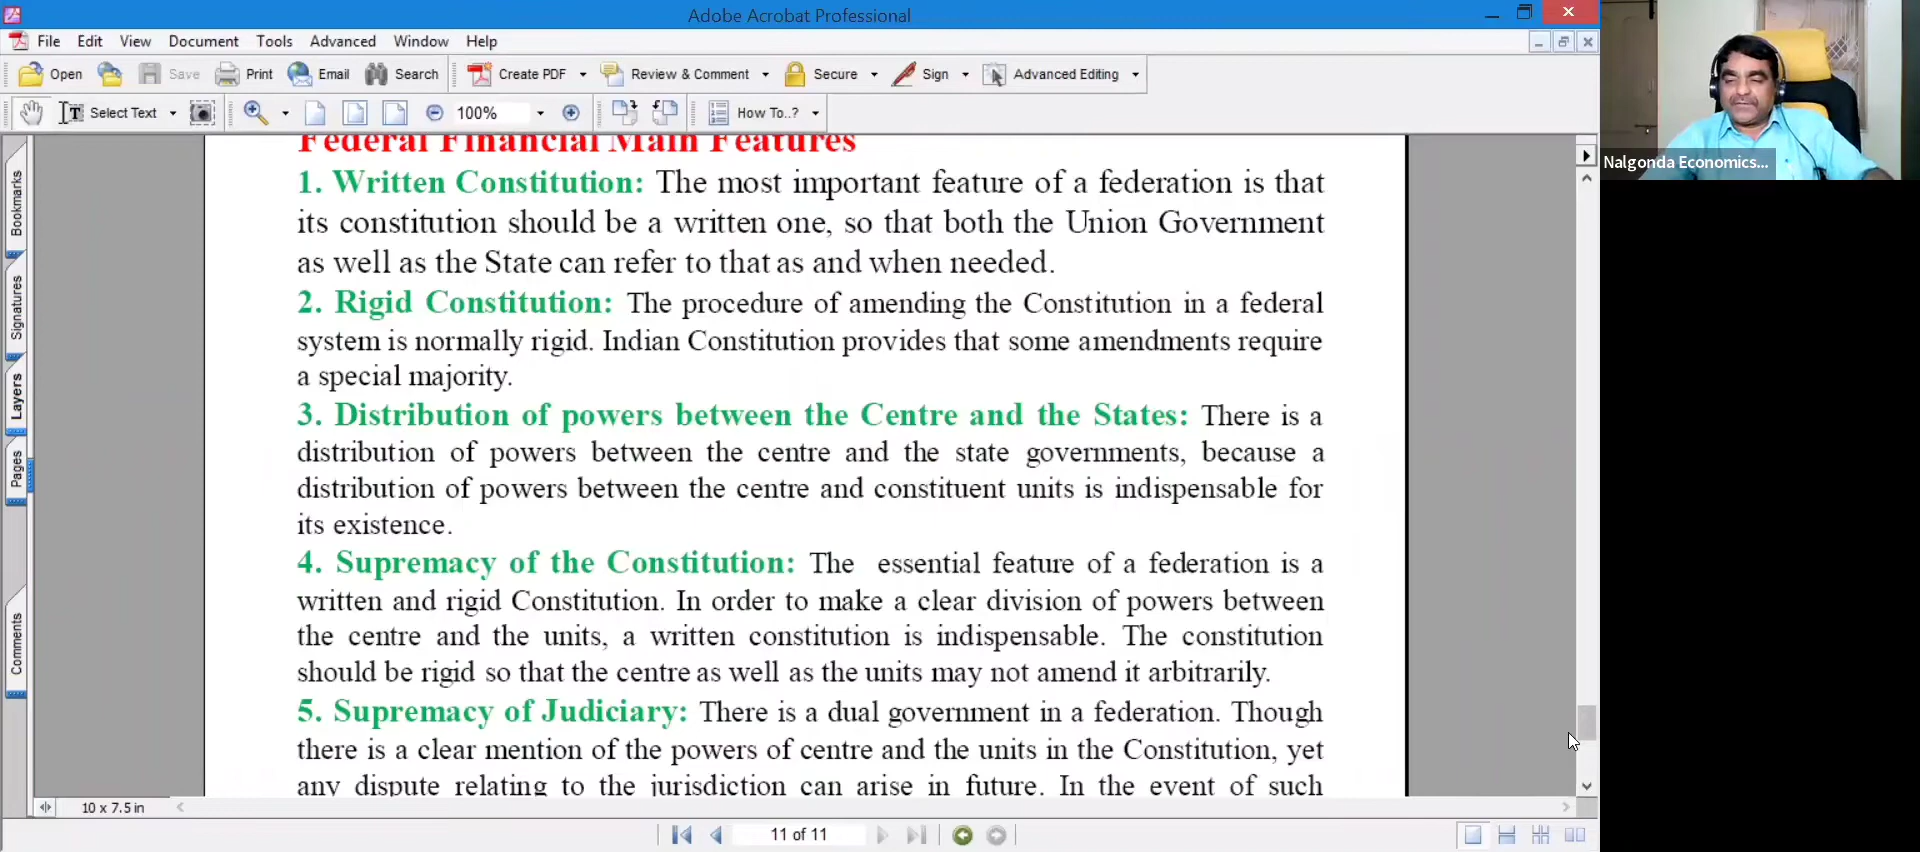 Adobe Acrobat Professional
File Edit View Document Tools Advanced Window Help
Open Save Print Email Search Create PDF Review & Comment Secure Sign Advanced Editing
Select Text 100% How To..?
Federal Financial Main Features
1. Written Constitution: The most important feature of a federation is that
its constitution should be a written one, so that both the Union Government
as well as the State can refer to that as and when needed.
2. Rigid Constitution: The procedure of amending the Constitution in a federal
system is normally rigid. Indian Constitution provides that some amendments require
a special majority.
3. Distribution of powers between the Centre and the States: There is a
distribution of powers between the centre and the state governments, because a
distribution of powers between the centre and constituent units is indispensable for
its existence.
4. Supremacy of the Constitution: The essential feature of a federation is a
written and rigid Constitution. In order to make a clear division of powers between
the centre and the units, a written constitution is indispensable. The constitution
should be rigid so that the centre as well as the units may not amend it arbitrarily.
5. Supremacy of Judiciary: There is a dual government in a federation. Though
there is a clear mention of the powers of centre and the units in the Constitution, yet
any dispute relating to the jurisdiction can arise in future. In the event of such
Bookmarks
Signatures
Layers
Pages
Comments
10 x 7.5 in
11 of 11
Nalgonda Economics...